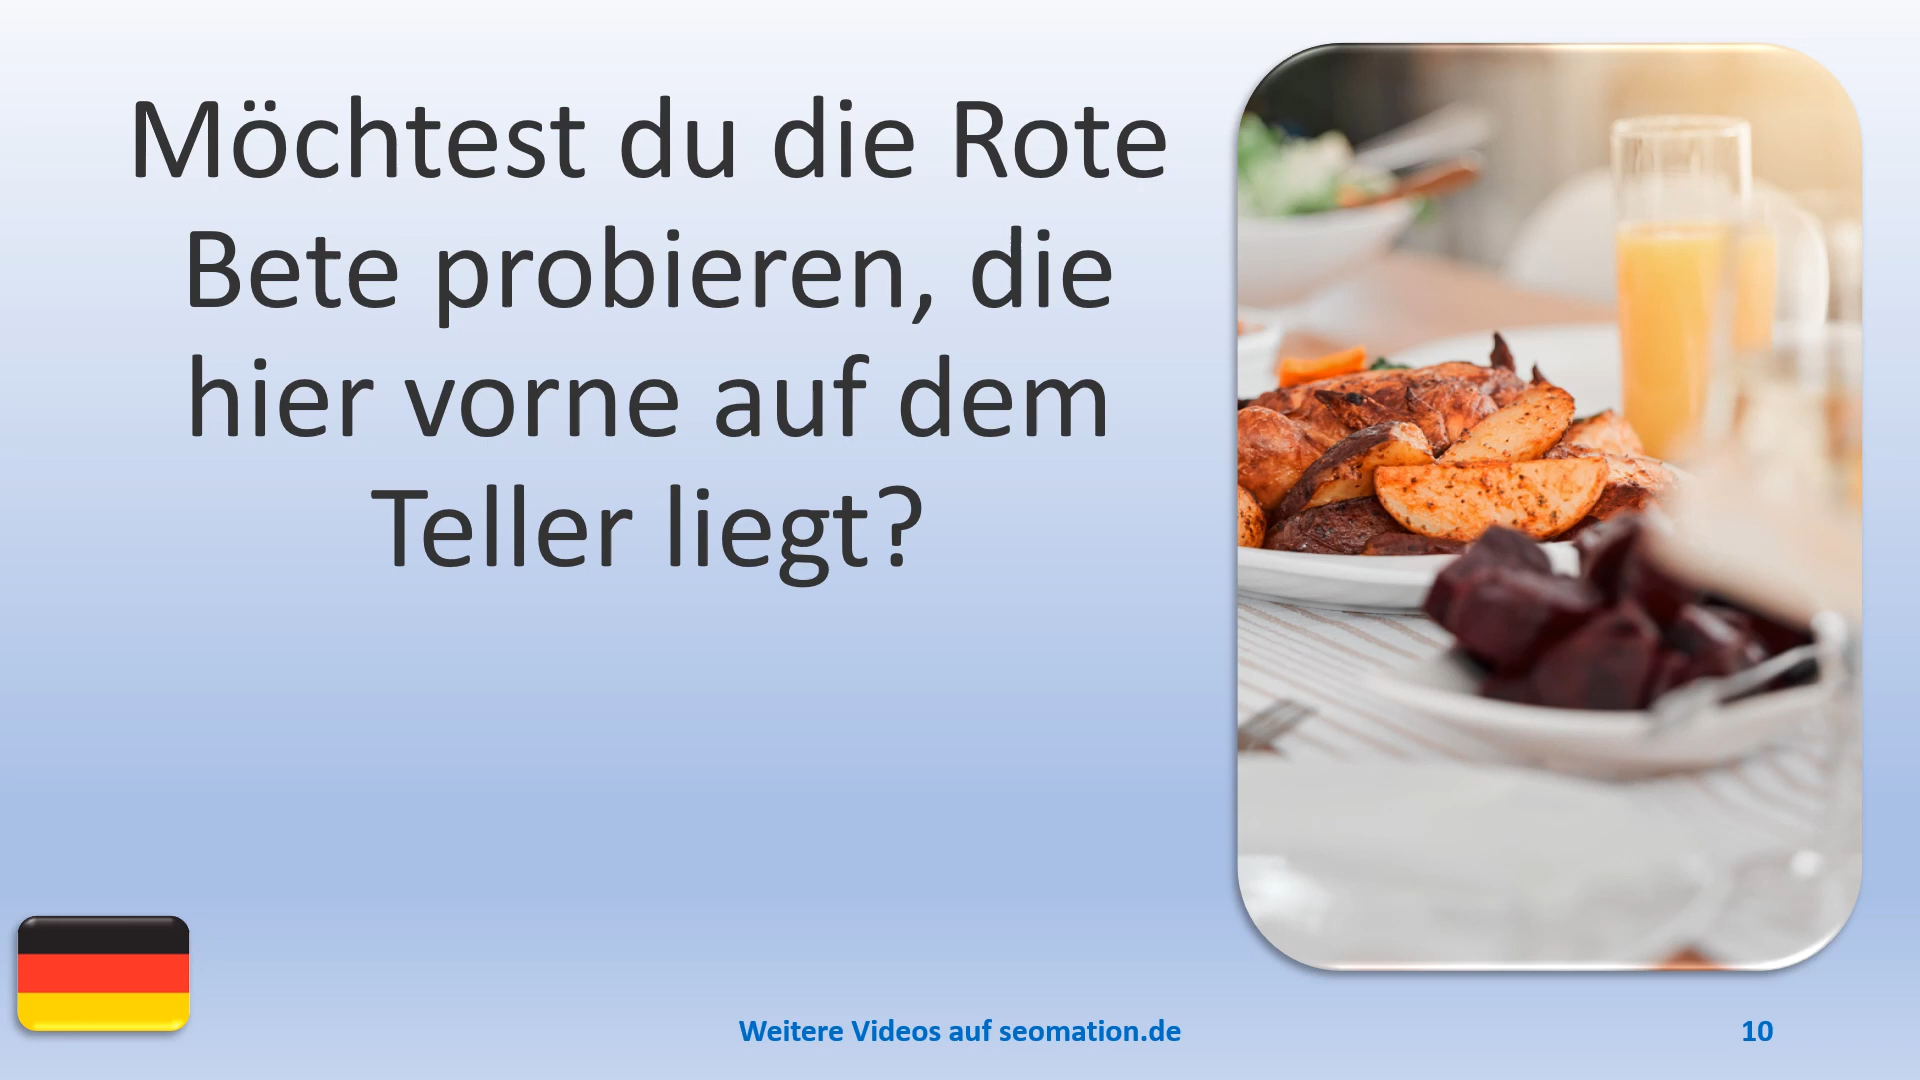 Möchtest du die Rote
Bete probieren, die
hier vorne auf dem
Teller liegt?
Weitere Videos auf seomation.de
10